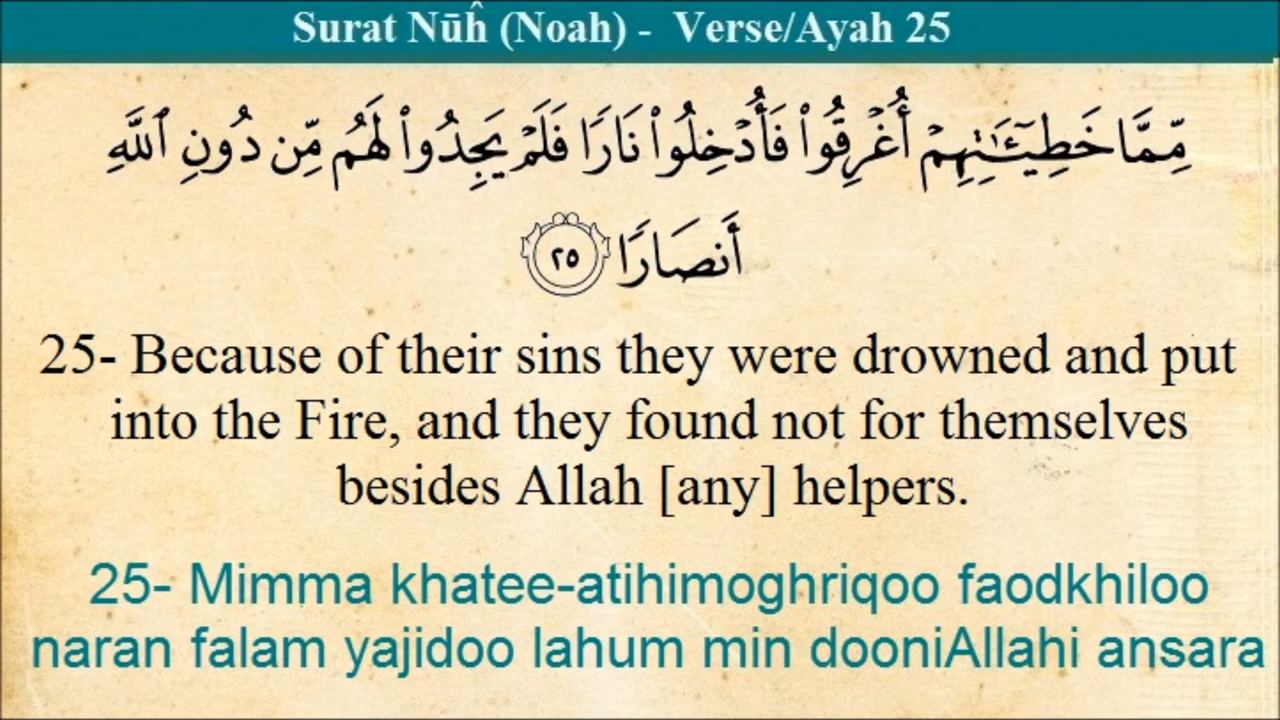 Surat Nūĥ (Noah) - Verse/Ayah 25
مِّمَّا خَطِيـَٔـٰتِهِمْ أُغْرِقُوا۟ فَأُدْخِلُوا۟ نَارًا فَلَمْ يَجِدُوا۟ لَهُم مِّن دُونِ ٱللَّهِ
أَنصَارًا ٢٥
25- Because of their sins they were drowned and put
into the Fire, and they found not for themselves
besides Allah [any] helpers.
25- Mimma khatee-atihimoghriqoo faodkhiloo
naran falam yajidoo lahum min dooniAllahi ansara